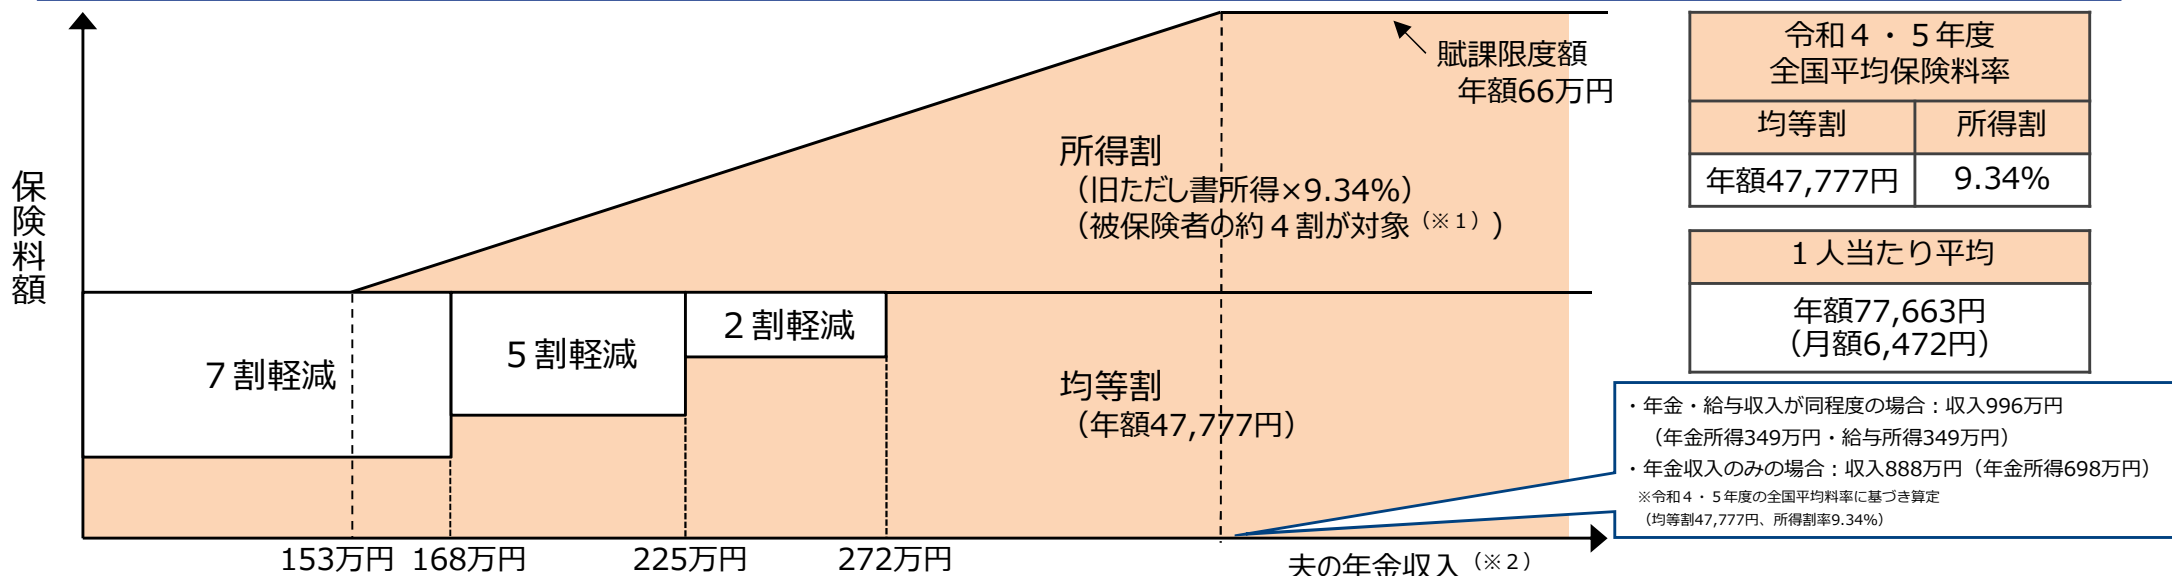 保険料額
賦課限度額
年額66万円
所得割
（旧ただし書所得×9.34%）
（被保険者の約４割が対象（※１））
７割軽減
５割軽減
２割軽減
均等割
（年額47,777円）
153万円
168万円
225万円
272万円
夫の年金収入（※２）
令和４・５年度
全国平均保険料率
均等割
所得割
年額47,777円
9.34%
１人当たり平均
年額77,663円
（月額6,472円）
・年金・給与収入が同程度の場合：収入996万円
（年金所得349万円・給与所得349万円）
・年金収入のみの場合：収入888万円（年金所得698万円）
※令和４・５年度の全国平均料率に基づき算定
（均等割47,777円、所得割率9.34%）